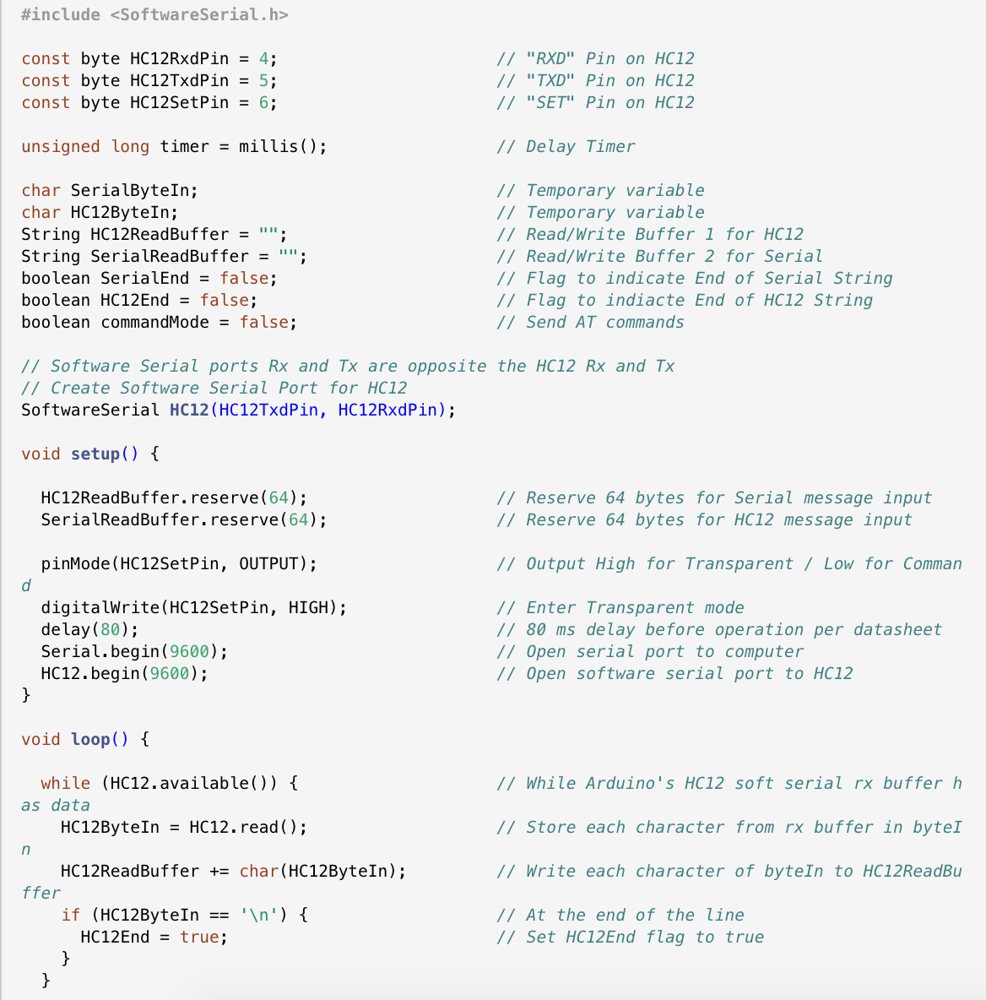 #include <SoftwareSerial.h>

const byte HC12RxdPin = 4;                      // "RXD" Pin on HC12
const byte HC12TxdPin = 5;                      // "TXD" Pin on HC12
const byte HC12SetPin = 6;                      // "SET" Pin on HC12

unsigned long timer = millis();                 // Delay Timer

char SerialByteIn;                              // Temporary variable
char HC12ByteIn;                                // Temporary variable
String HC12ReadBuffer = "";                     // Read/Write Buffer 1 for HC12
String SerialReadBuffer = "";                   // Read/Write Buffer 2 for Serial
boolean SerialEnd = false;                      // Flag to indicate End of Serial String
boolean HC12End = false;                        // Flag to indiacte End of HC12 String
boolean commandMode = false;                    // Send AT commands

// Software Serial ports Rx and Tx are opposite the HC12 Rx and Tx
// Create Software Serial Port for HC12
SoftwareSerial HC12(HC12TxdPin, HC12RxdPin);

void setup() {

  HC12ReadBuffer.reserve(64);                   // Reserve 64 bytes for Serial message input
  SerialReadBuffer.reserve(64);                 // Reserve 64 bytes for HC12 message input

  pinMode(HC12SetPin, OUTPUT);                  // Output High for Transparent / Low for Comman
d
  digitalWrite(HC12SetPin, HIGH);               // Enter Transparent mode
  delay(80);                                    // 80 ms delay before operation per datasheet
  Serial.begin(9600);                           // Open serial port to computer
  HC12.begin(9600);                             // Open software serial port to HC12
}

void loop() {

  while (HC12.available()) {                    // While Arduino's HC12 soft serial rx buffer h
as data
    HC12ByteIn = HC12.read();                   // Store each character from rx buffer in byteI
n
    HC12ReadBuffer += char(HC12ByteIn);         // Write each character of byteIn to HC12ReadBu
ffer
    if (HC12ByteIn == '\n') {                   // At the end of the line
      HC12End = true;                           // Set HC12End flag to true
    }
  }